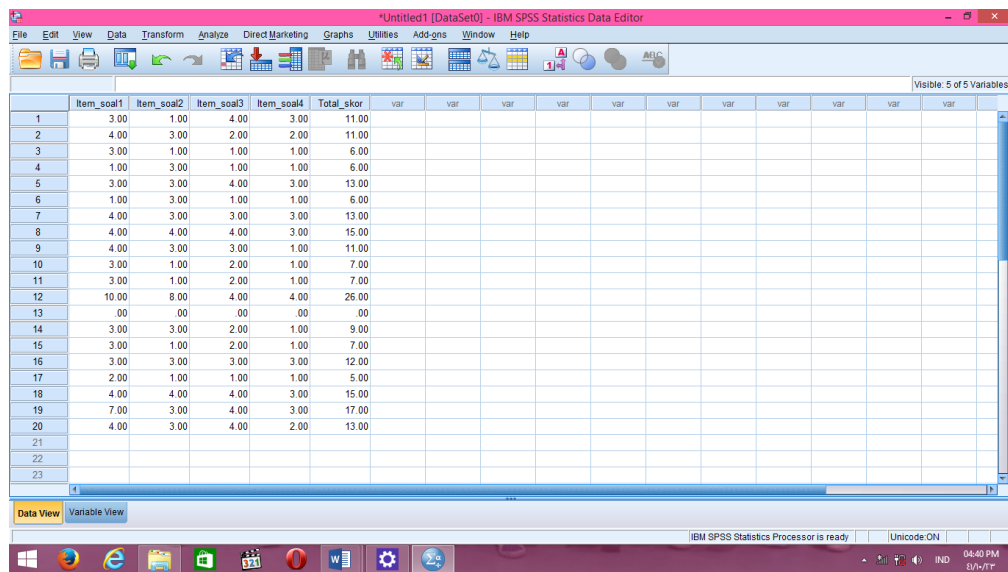 *Untitled1 [DataSet0] - IBM SPSS Statistics Data Editor
File Edit View Data Transform Analyze Direct Marketing Graphs Utilities Add-ons Window Help
Visible: 5 of 5 Variables
Item_soal1 Item_soal2 Item_soal3 Item_soal4 Total_skor var var var var var var var var var var var
1 3.00 1.00 4.00 3.00 11.00
2 4.00 3.00 2.00 2.00 11.00
3 3.00 1.00 1.00 1.00 6.00
4 1.00 3.00 1.00 1.00 6.00
5 3.00 3.00 4.00 3.00 13.00
6 1.00 3.00 1.00 1.00 6.00
7 4.00 3.00 3.00 3.00 13.00
8 4.00 4.00 4.00 3.00 15.00
9 4.00 3.00 3.00 1.00 11.00
10 3.00 1.00 2.00 1.00 7.00
11 3.00 1.00 2.00 1.00 7.00
12 10.00 8.00 4.00 4.00 26.00
13 .00 .00 .00 .00 .00
14 3.00 3.00 2.00 1.00 9.00
15 3.00 1.00 2.00 1.00 7.00
16 3.00 3.00 3.00 3.00 12.00
17 2.00 1.00 1.00 1.00 5.00
18 4.00 4.00 4.00 3.00 15.00
19 7.00 3.00 4.00 3.00 17.00
20 4.00 3.00 4.00 2.00 13.00
21
22
23
Data View Variable View
IBM SPSS Statistics Processor is ready Unicode:ON
IND 04:40 PM